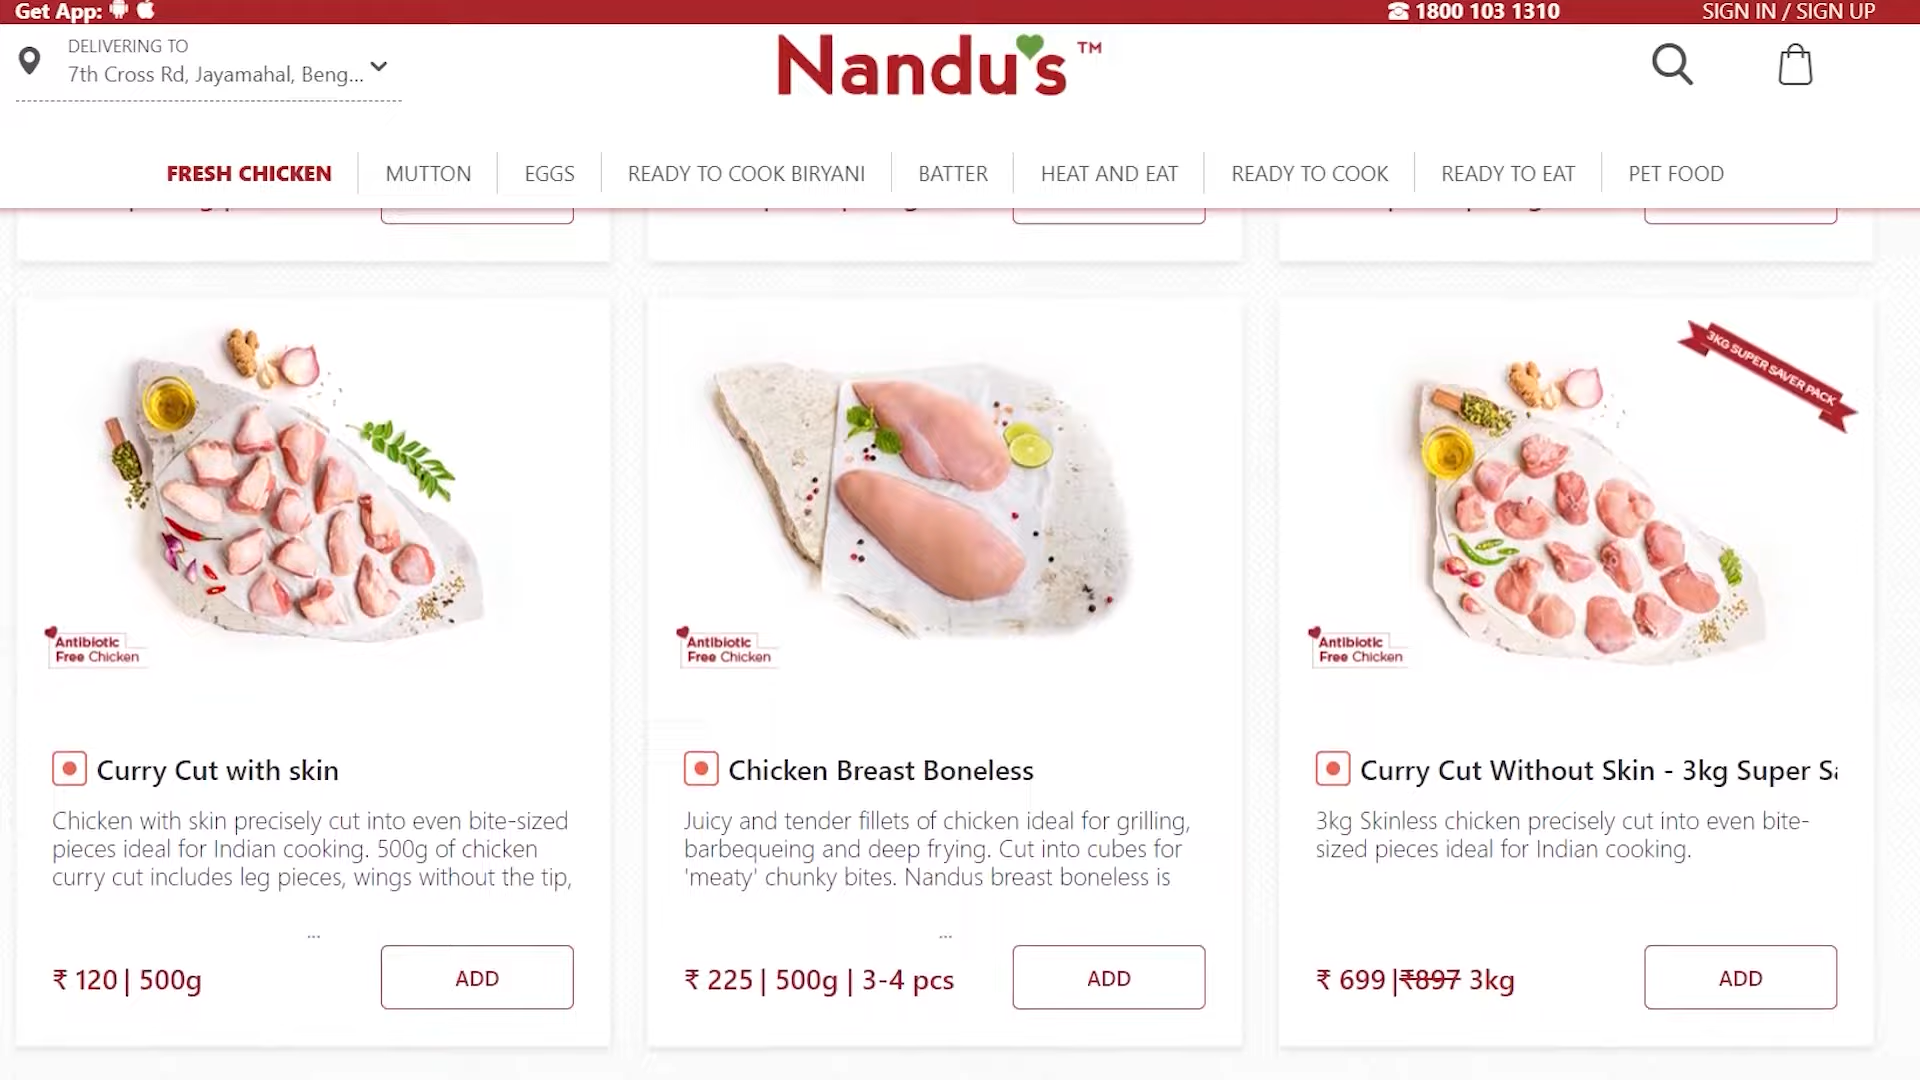 Get App:
1800 103 1310
SIGN IN / SIGN UP
DELIVERING TO
7th Cross Rd, Jayamahal, Beng...
Nandu's™
FRESH CHICKEN
MUTTON
EGGS
READY TO COOK BIRYANI
BATTER
HEAT AND EAT
READY TO COOK
READY TO EAT
PET FOOD
Antibiotic
Free Chicken
Curry Cut with skin
Chicken with skin precisely cut into even bite-sized
pieces ideal for Indian cooking. 500g of chicken
curry cut includes leg pieces, wings without the tip,
...
₹ 120 | 500g
ADD
Antibiotic
Free Chicken
Chicken Breast Boneless
Juicy and tender fillets of chicken ideal for grilling,
barbequeing and deep frying. Cut into cubes for
'meaty' chunky bites. Nandus breast boneless is
...
₹ 225 | 500g | 3-4 pcs
ADD
3KG SUPER SAVER PACK
Antibiotic
Free Chicken
Curry Cut Without Skin - 3kg Super Sa
3kg Skinless chicken precisely cut into even bite-
sized pieces ideal for Indian cooking.
₹ 699 |₹897 3kg
ADD